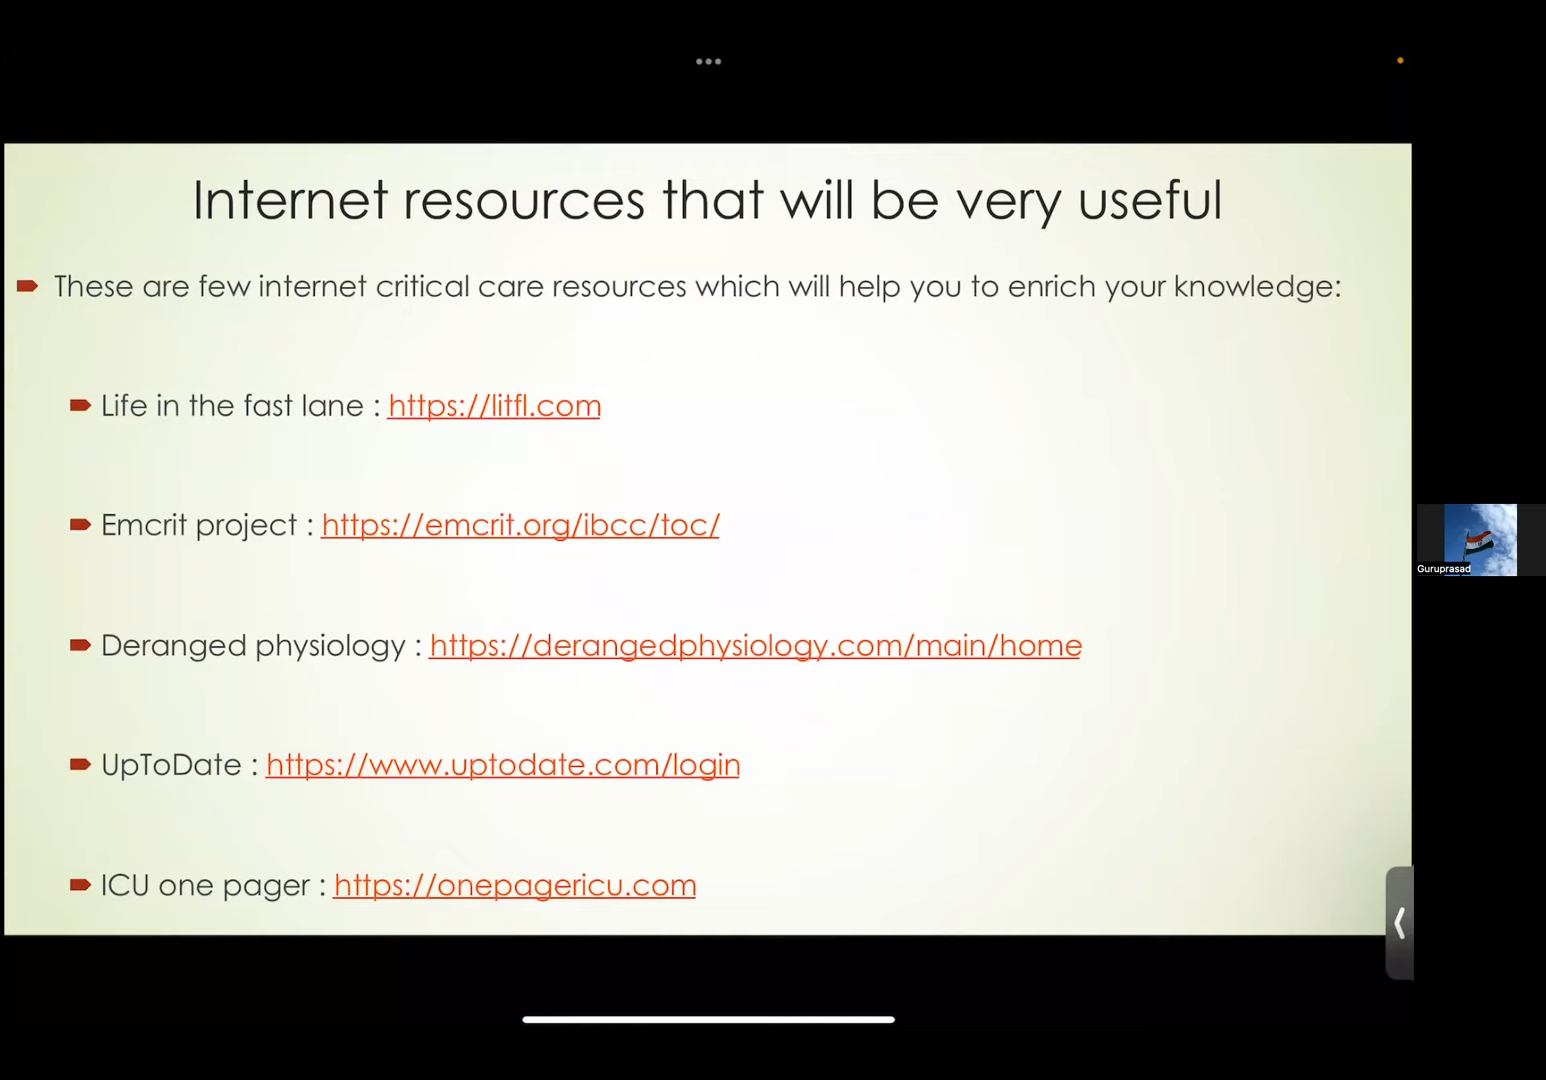 Internet resources that will be very useful
These are few internet critical care resources which will help you to enrich your knowledge:
Life in the fast lane : https://litfl.com
Emcrit project : https://emcrit.org/ibcc/toc/
Deranged physiology : https://derangedphysiology.com/main/home
UpToDate : https://www.uptodate.com/login
ICU one pager : https://onepagericu.com
Guruprasad